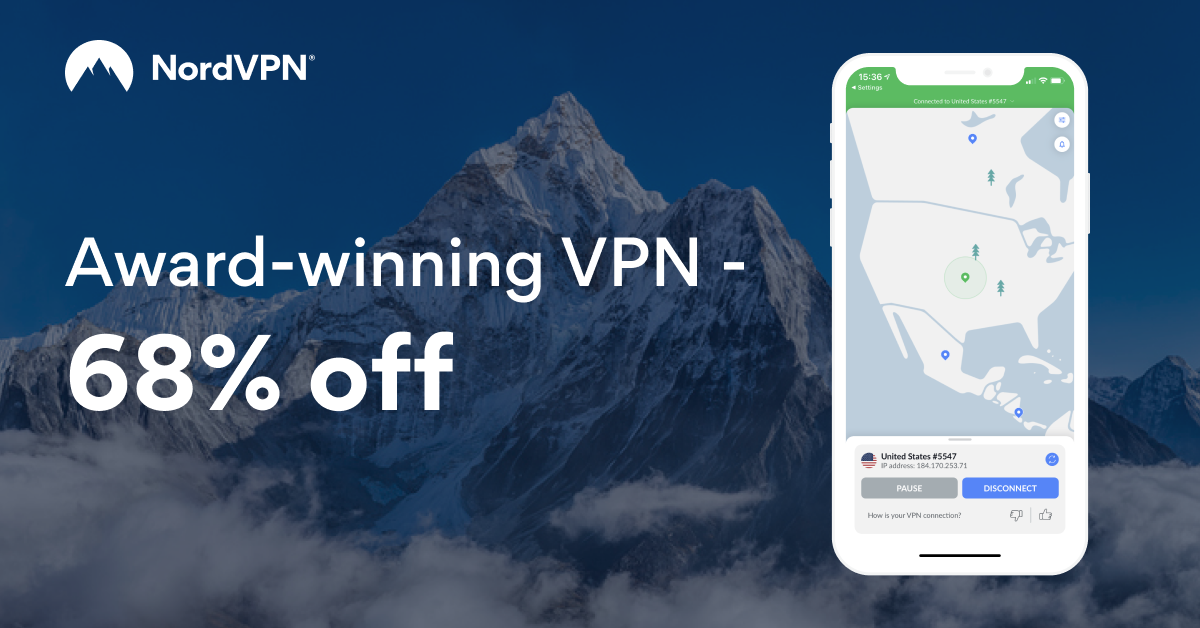 NordVPN®
Award-winning VPN -
68% off
15:36
◀ Settings
Connected to United States #5547
United States #5547
IP address: 184.170.253.71
PAUSE
DISCONNECT
How is your VPN connection?